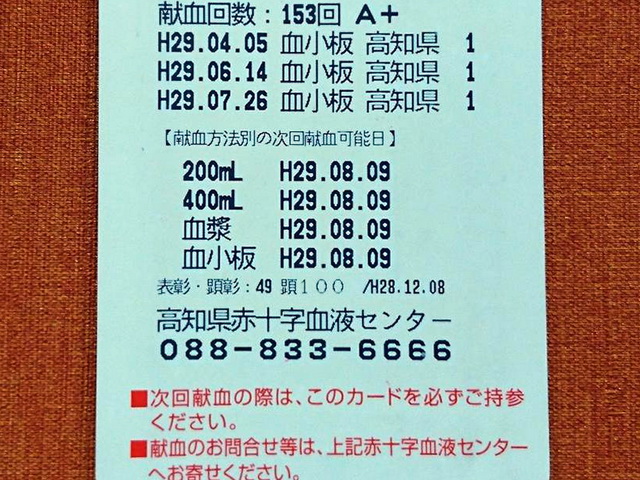 献血回数：153回 A+
H29.04.05 血小板 高知県 1
H29.06.14 血小板 高知県 1
H29.07.26 血小板 高知県 1
【献血方法別の次回献血可能日】
200mL H29.08.09
400mL H29.08.09
血漿 H29.08.09
血小板 H29.08.09
表彰・顕彰：49 顕100 /H28.12.08
高知県赤十字血液センター
088-833-6666
■次回献血の際は、このカードを必ずご持参
ください。
■献血のお問合せ等は、上記赤十字血液センター
へお寄せください。